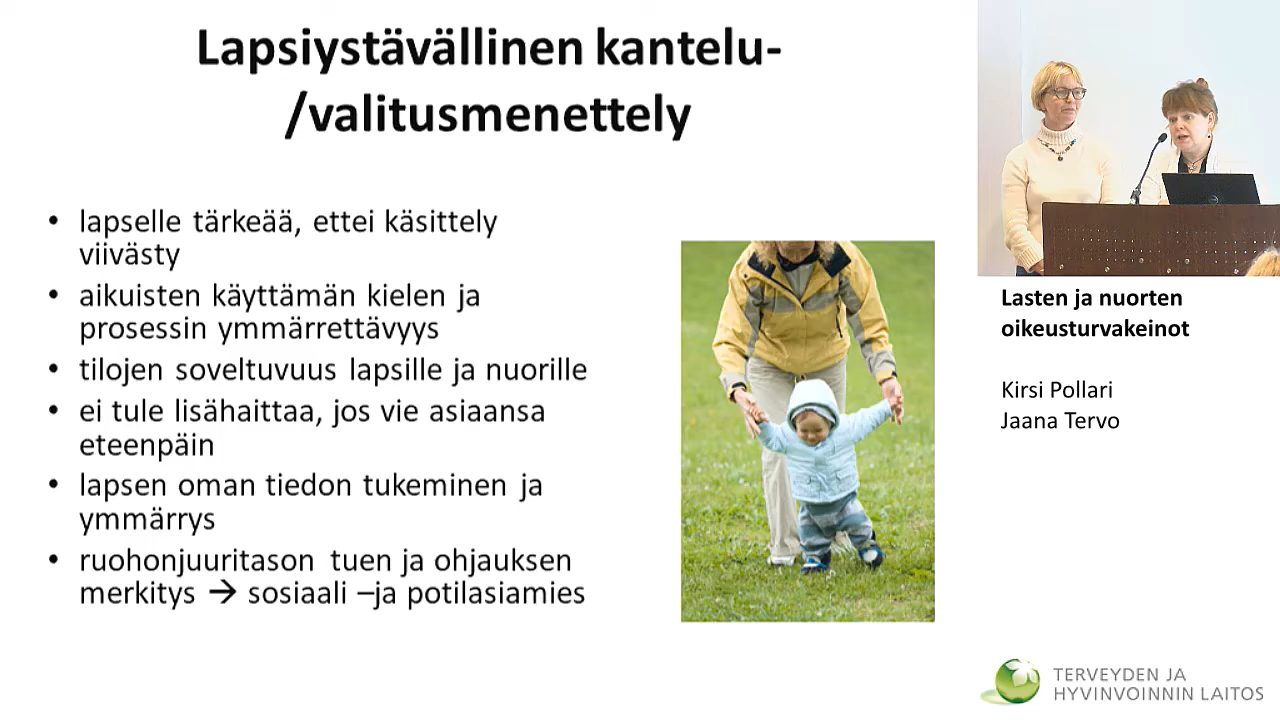 Lapsiystävällinen kantelu-
/valitusmenettely
• lapselle tärkeää, ettei käsittely
viivästy
• aikuisten käyttämän kielen ja
prosessin ymmärrettävyys
• tilojen soveltuvuus lapsille ja nuorille
• ei tule lisähaittaa, jos vie asiaansa
eteenpäin
• lapsen oman tiedon tukeminen ja
ymmärrys
• ruohonjuuritason tuen ja ohjauksen
merkitys → sosiaali –ja potilasiamies
Lasten ja nuorten
oikeusturvakeinot
Kirsi Pollari
Jaana Tervo
TERVEYDEN JA
HYVINVOINNIN LAITOS